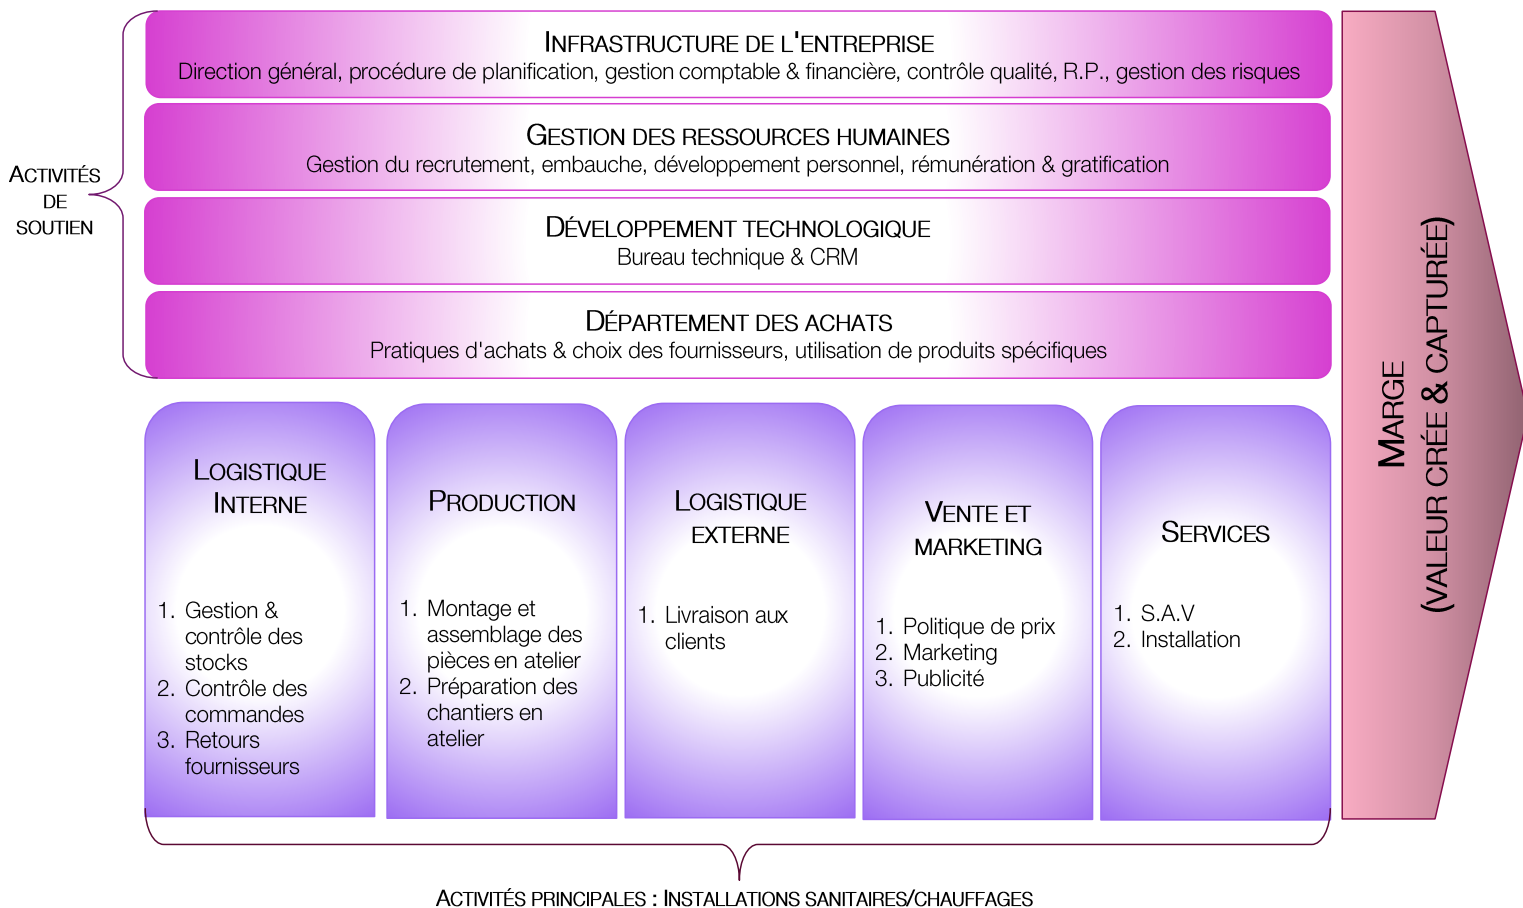 INFRASTRUCTURE DE L'ENTREPRISE
Direction général, procédure de planification, gestion comptable & financière, contrôle qualité, R.P., gestion des risques
GESTION DES RESSOURCES HUMAINES
Gestion du recrutement, embauche, développement personnel, rémunération & gratification
ACTIVITÉS
DE
SOUTIEN
DÉVELOPPEMENT TECHNOLOGIQUE
Bureau technique & CRM
DÉPARTEMENT DES ACHATS
Pratiques d'achats & choix des fournisseurs, utilisation de produits spécifiques
LOGISTIQUE
INTERNE
1. Gestion &
contrôle des
stocks
2. Contrôle des
commandes
3. Retours
fournisseurs
PRODUCTION
1. Montage et
assemblage des
pièces en atelier
2. Préparation des
chantiers en
atelier
LOGISTIQUE
EXTERNE
1. Livraison aux
clients
VENTE ET
MARKETING
1. Politique de prix
2. Marketing
3. Publicité
SERVICES
1. S.A.V
2. Installation
MARGE
(VALEUR CRÉE & CAPTURÉE)
ACTIVITÉS PRINCIPALES : INSTALLATIONS SANITAIRES/CHAUFFAGES